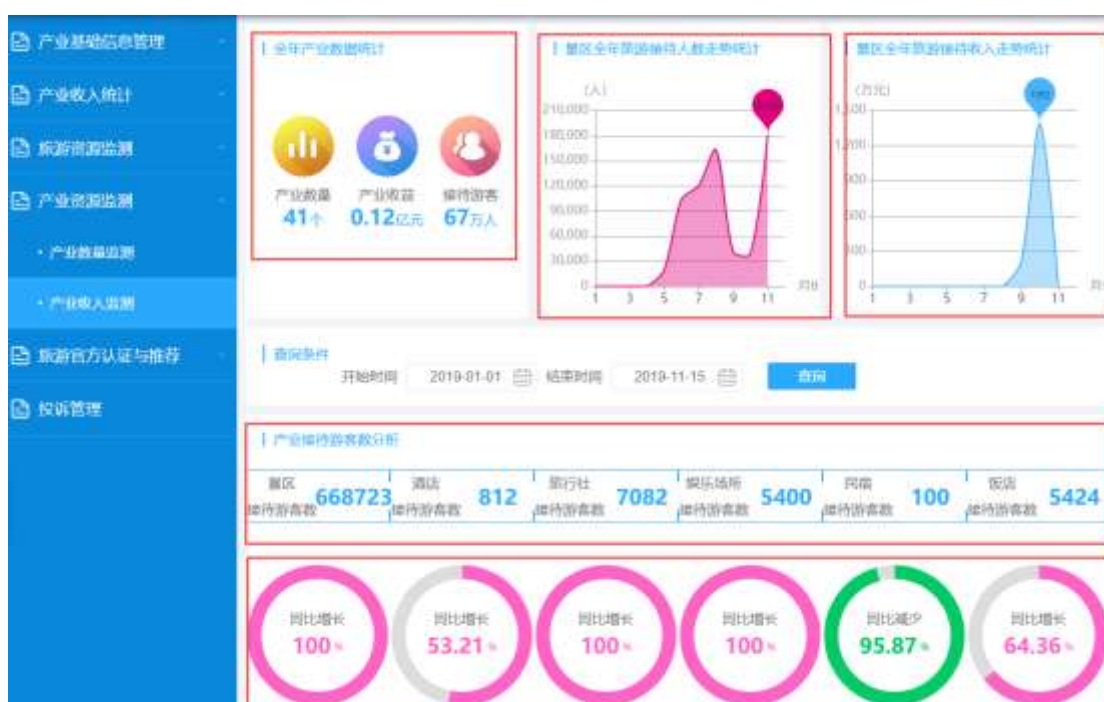 产业基础信息管理
产业收入统计
旅游资源监测
产业资源监测
· 产业数量监测
· 产业收入监测
旅游官方认证与推荐
投诉管理
全年产业数据统计
产业数量 产业收益 接待游客
41个 0.12亿元 67万人
景区全年旅游接待人数走势统计
(人)
210,000
180,000
150,000
120,000
90,000
60,000
30,000
0
1 3 5 7 9 11
月份
景区全年旅游接待收入走势统计
(万元)
1,500
1,200
900
600
300
0
1 3 5 7 9 11
查询条件
开始时间 2019-01-01 结束时间 2019-11-15 查询
产业接待游客数分析
景区 酒店 旅行社 娱乐场所 民宿 饭店
668723 812 7082 5400 100 5424
接待游客数 接待游客数 接待游客数 接待游客数 接待游客数 接待游客数
同比增长 同比增长 同比增长 同比增长 同比减少 同比增长
100% 53.21% 100% 100% 95.87% 64.36%